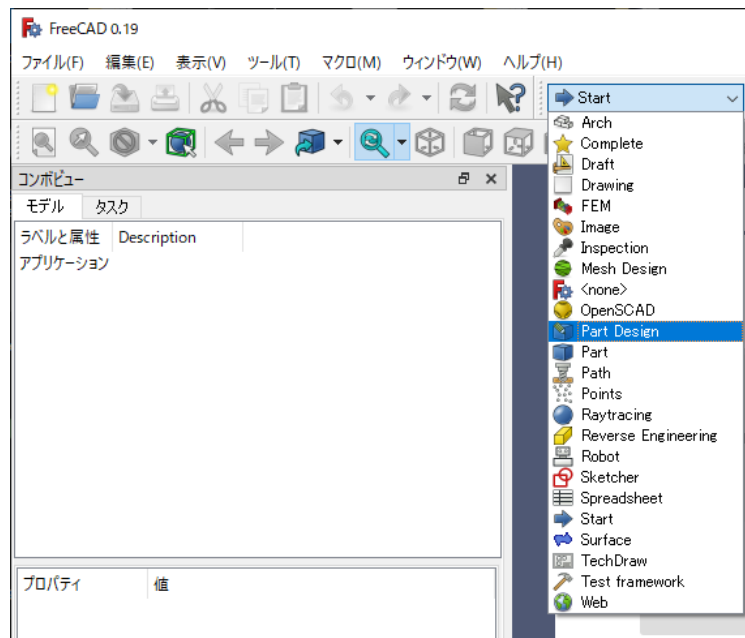 FreeCAD 0.19
ファイル(F) 編集(E) 表示(V) ツール(T) マクロ(M) ウィンドウ(W) ヘルプ(H)
Start
コンボビュー
モデル タスク
ラベルと属性 Description
アプリケーション
プロパティ 値
Arch
Complete
Draft
Drawing
FEM
Image
Inspection
Mesh Design
<none>
OpenSCAD
Part Design
Part
Path
Points
Raytracing
Reverse Engineering
Robot
Sketcher
Spreadsheet
Start
Surface
TechDraw
Test framework
Web